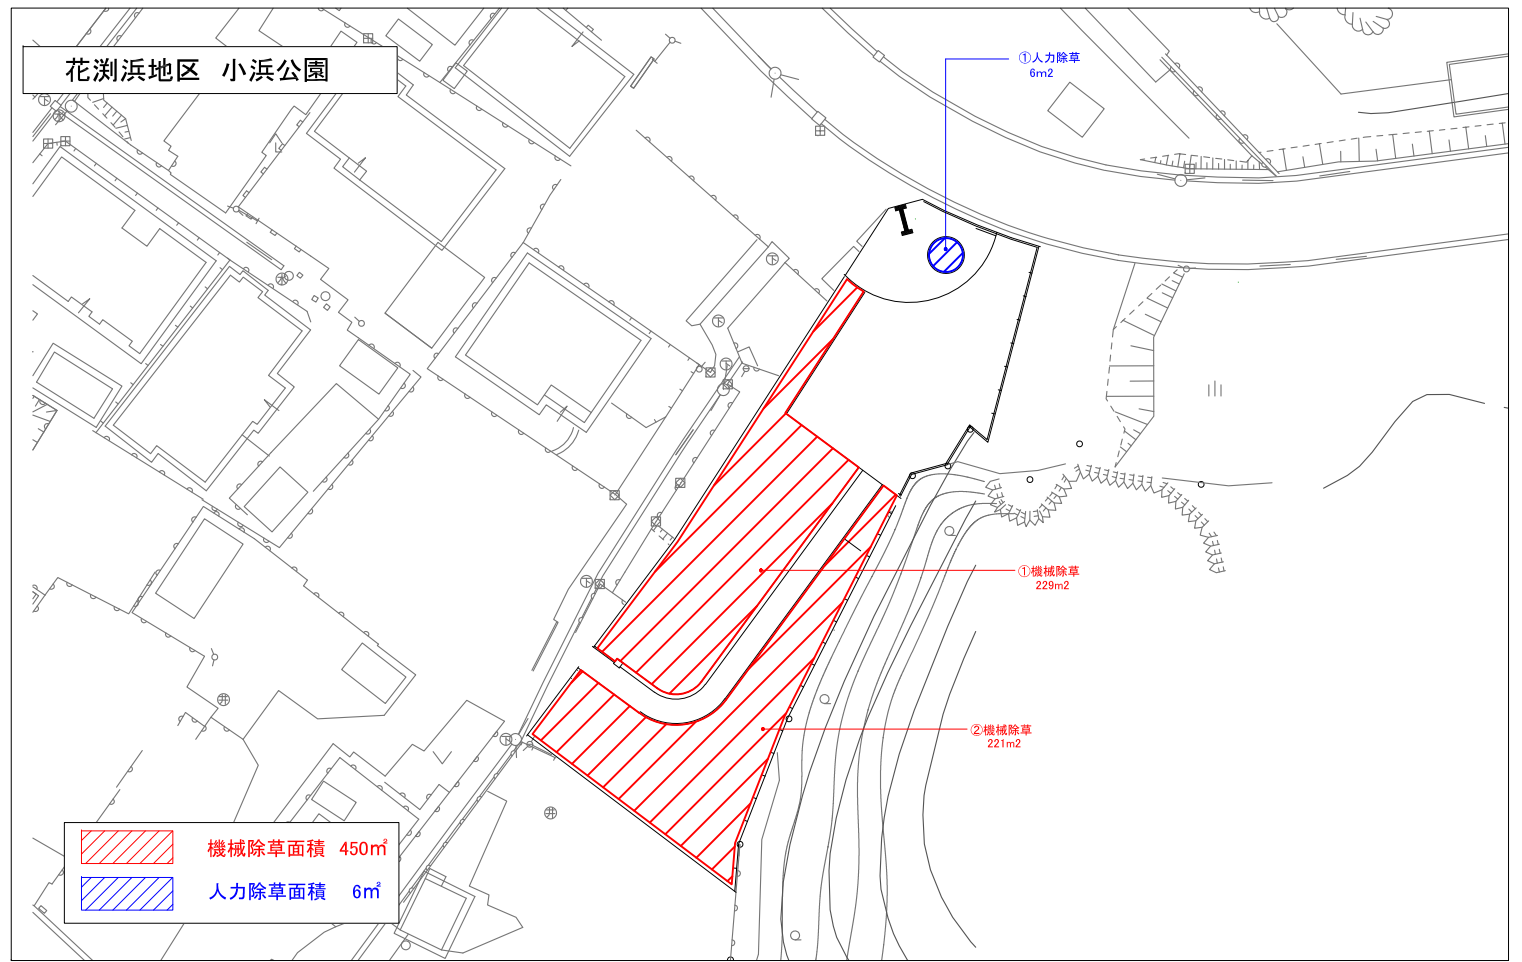 花渕浜地区　小浜公園
①人力除草
6m2
①機械除草
229m2
②機械除草
221m2
機械除草面積　450㎡
人力除草面積　6㎡